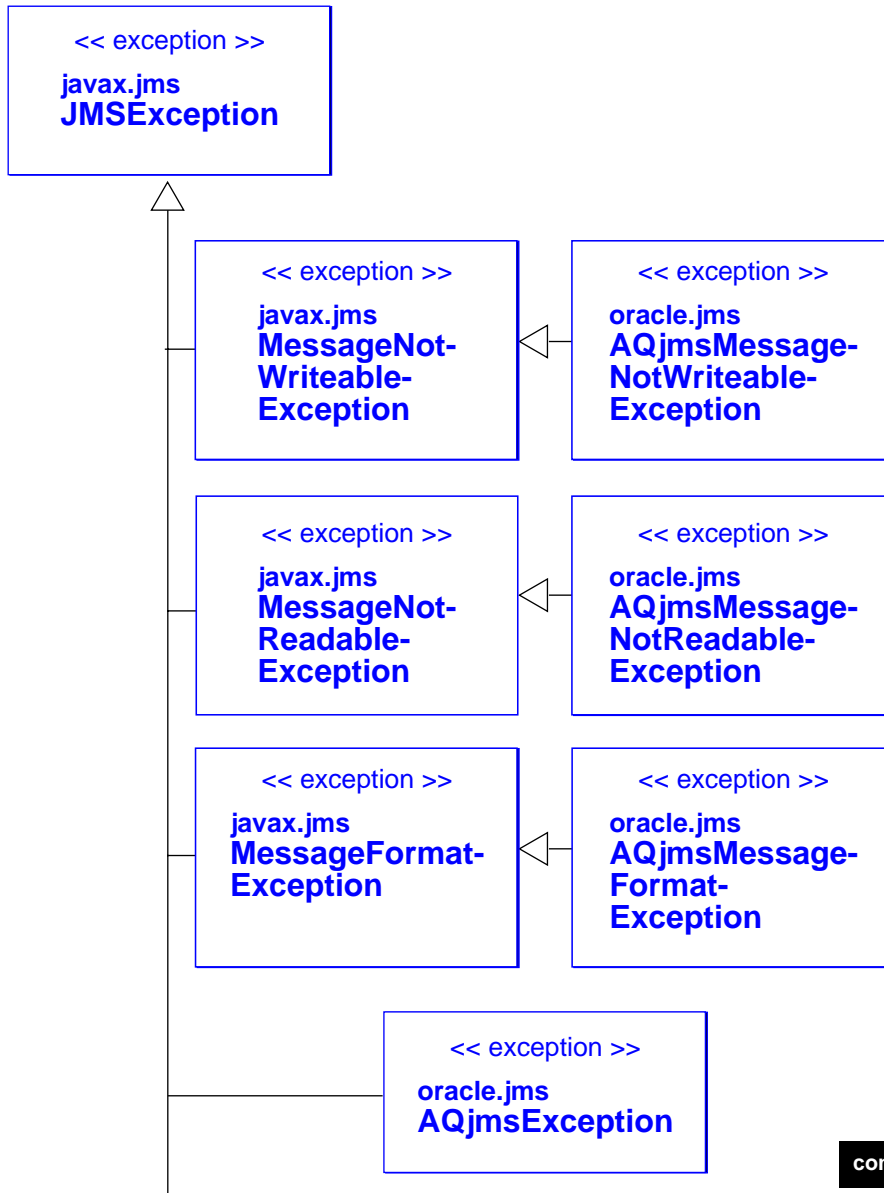 << exception >>
javax.jms
JMSException
<< exception >>
javax.jms
MessageNot-
Writeable-
Exception
<< exception >>
oracle.jms
AQjmsMessage-
NotWriteable-
Exception
<< exception >>
javax.jms
MessageNot-
Readable-
Exception
<< exception >>
oracle.jms
AQjmsMessage-
NotReadable-
Exception
<< exception >>
javax.jms
MessageFormat-
Exception
<< exception >>
oracle.jms
AQjmsMessage-
Format-
Exception
<< exception >>
oracle.jms
AQjmsException